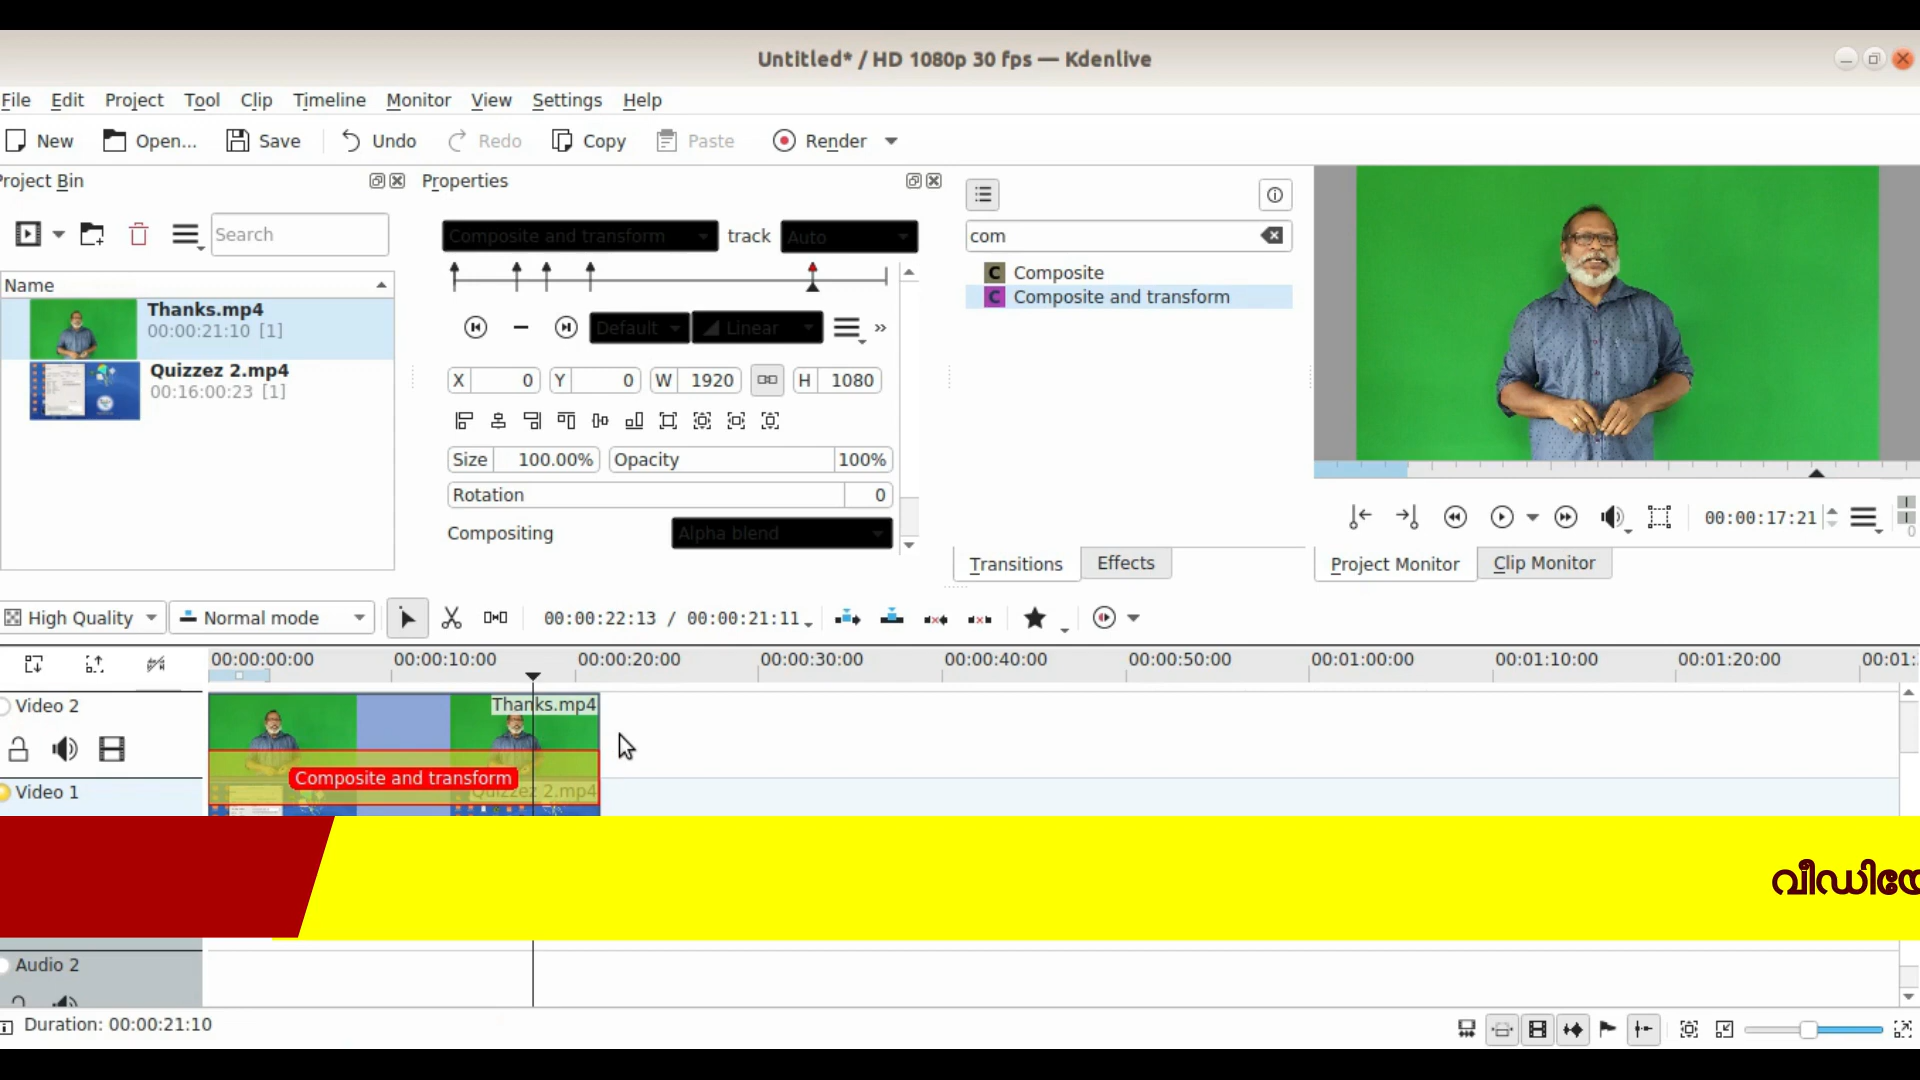 Untitled* / HD 1080p 30 fps — Kdenlive
File Edit Project Tool Clip Timeline Monitor View Settings Help
New Open... Save Undo Redo Copy Paste Render
Project Bin
Properties
Search
Name
Thanks.mp4
00:00:21:10 [1]
Quizzez 2.mp4
00:16:00:23 [1]
Composite and transform track Auto
Default Linear
X 0 Y 0 W 1920 H 1080
Size 100.00% Opacity 100%
Rotation 0
Compositing Alpha blend
com
Composite
Composite and transform
Transitions Effects
00:00:17:21
0
Project Monitor Clip Monitor
High Quality Normal mode 00:00:22:13 / 00:00:21:11
00:00:00:00 00:00:10:00 00:00:20:00 00:00:30:00 00:00:40:00 00:00:50:00 00:01:00:00 00:01:10:00 00:01:20:00 00:01:
Video 2
Thanks.mp4
Composite and transform
Video 1
Quizzez 2.mp4
Audio 2
Duration: 00:00:21:10